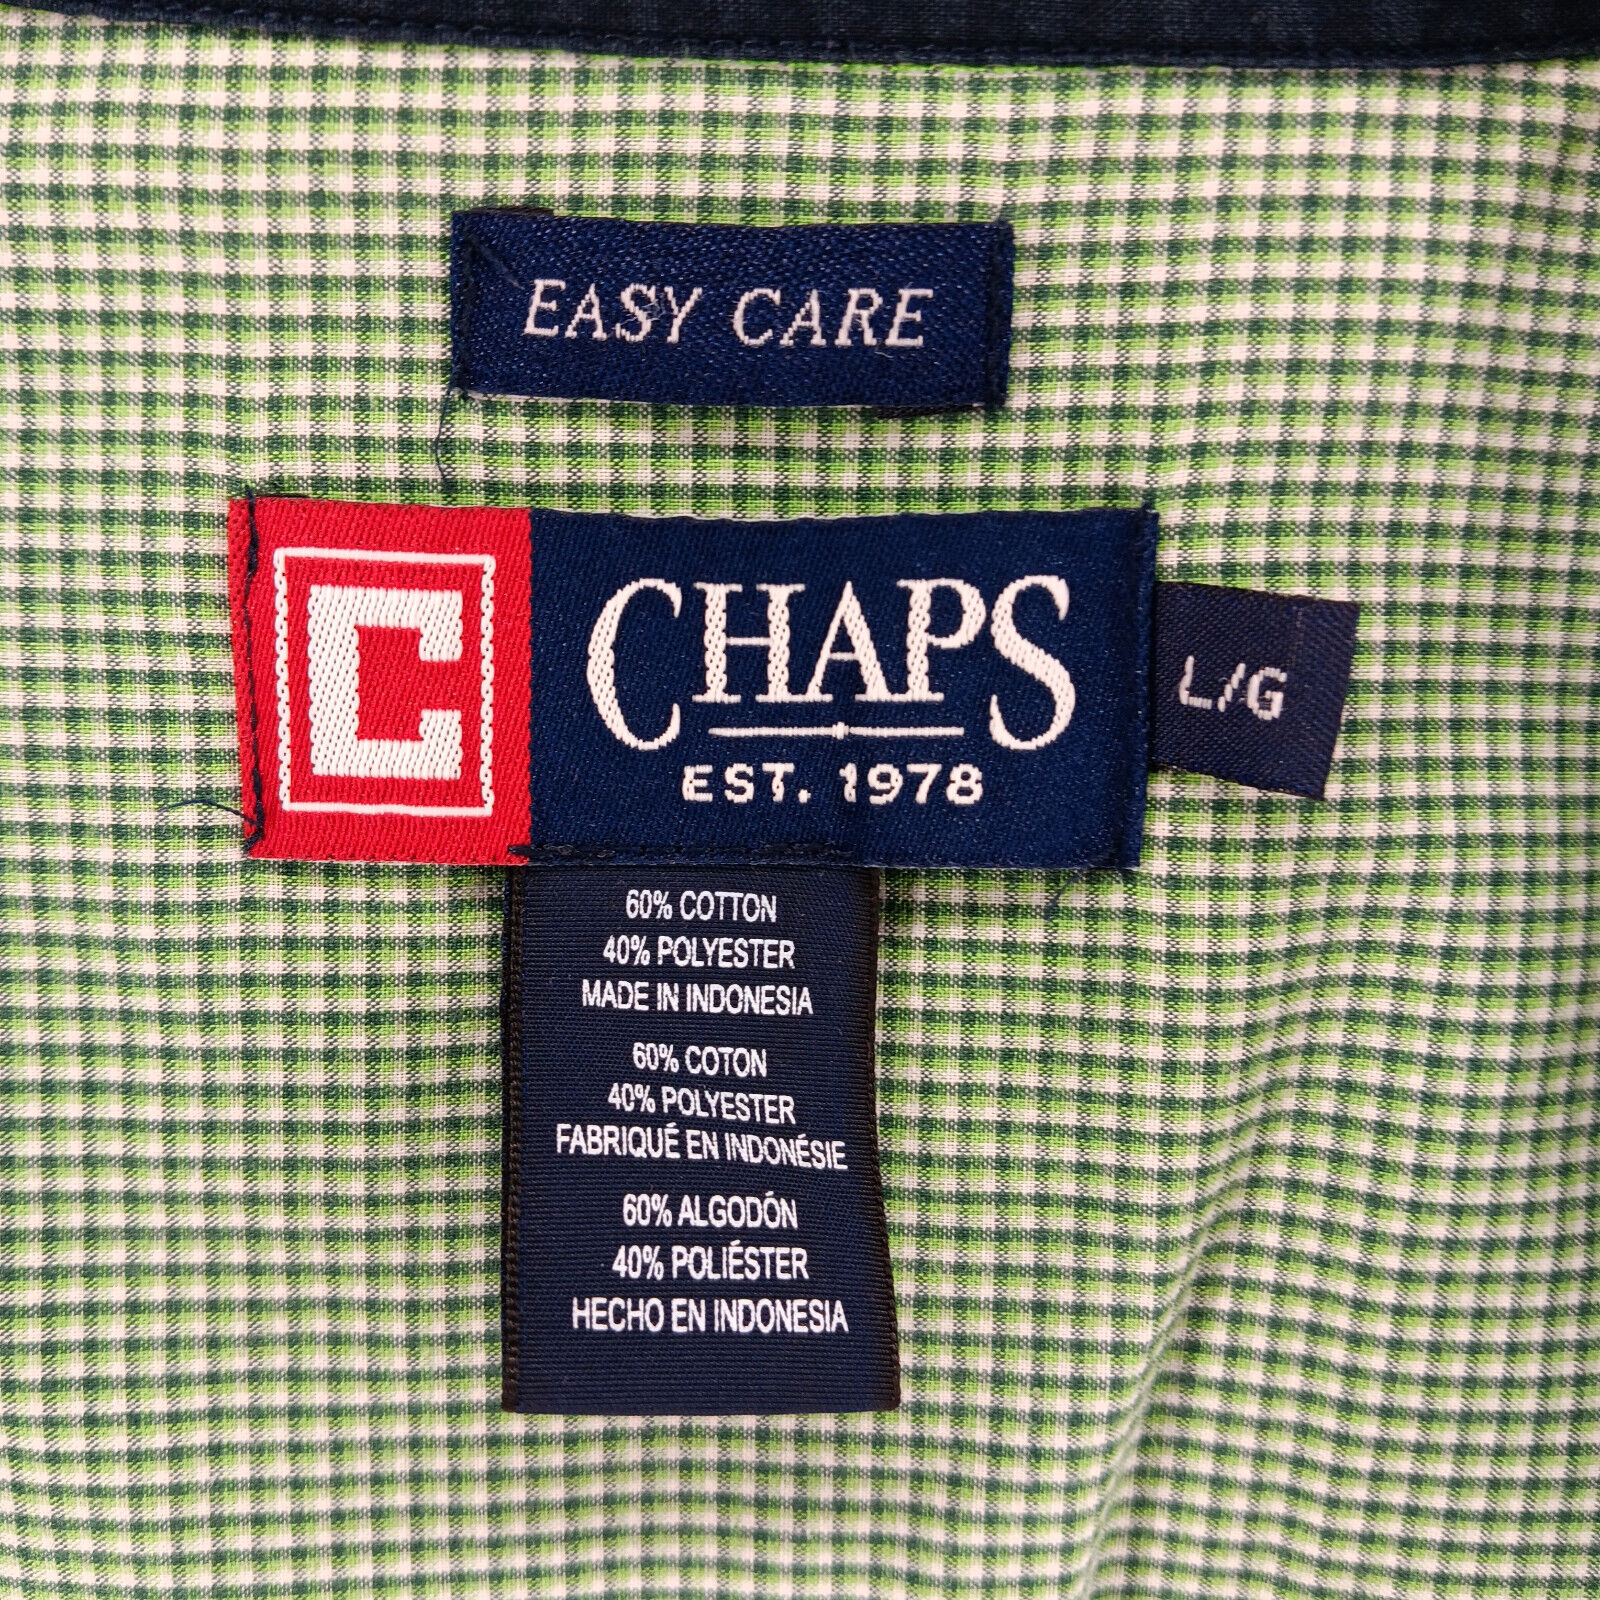 EASY CARE
C
CHAPS
EST. 1978
L/G
60% COTTON
40% POLYESTER
MADE IN INDONESIA
60% COTON
40% POLYESTER
FABRIQUÉ EN INDONÉSIE
60% ALGODÓN
40% POLIÉSTER
HECHO EN INDONESIA